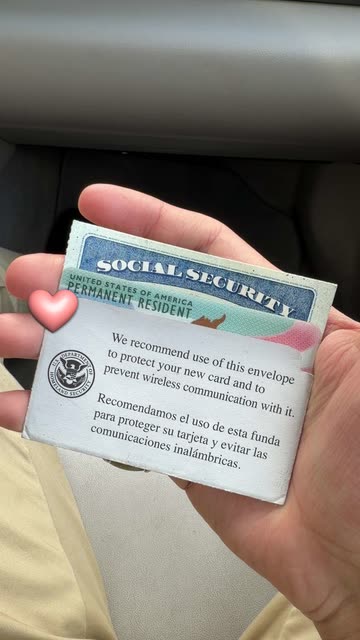 SOCIAL SECURITY
UNITED STATES OF AMERICA
PERMANENT RESIDENT
We recommend use of this envelope
to protect your new card and to
prevent wireless communication with it.
Recomendamos el uso de esta funda
para proteger su tarjeta y evitar las
comunicaciones inalámbricas.